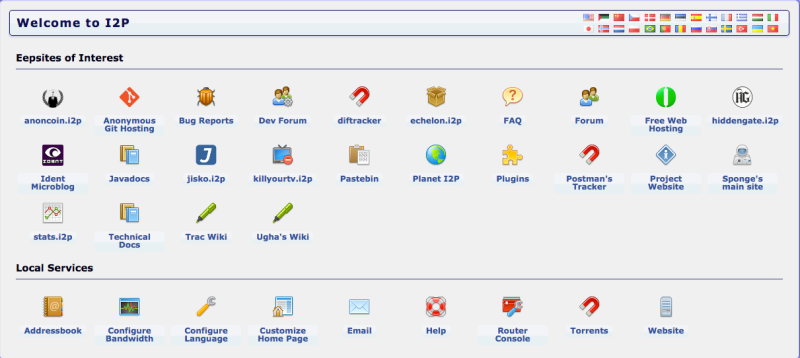 Welcome to I2P
Eepsites of Interest
anoncoin.i2p
Anonymous
Git Hosting
Bug Reports
Dev Forum
diftracker
echelon.i2p
FAQ
Forum
Free Web
Hosting
hiddengate.i2p
HG
IDENT
Ident
Microblog
Javadocs
J
jisko.i2p
killyourtv.i2p
Pastebin
Planet I2P
Plugins
Postman's
Tracker
Project
Website
Sponge's
main site
stats.i2p
Technical
Docs
Trac Wiki
Ugha's Wiki
Local Services
@
Addressbook
Configure
Bandwidth
Configure
Language
Customize
Home Page
Email
Help
Router
Console
Torrents
Website